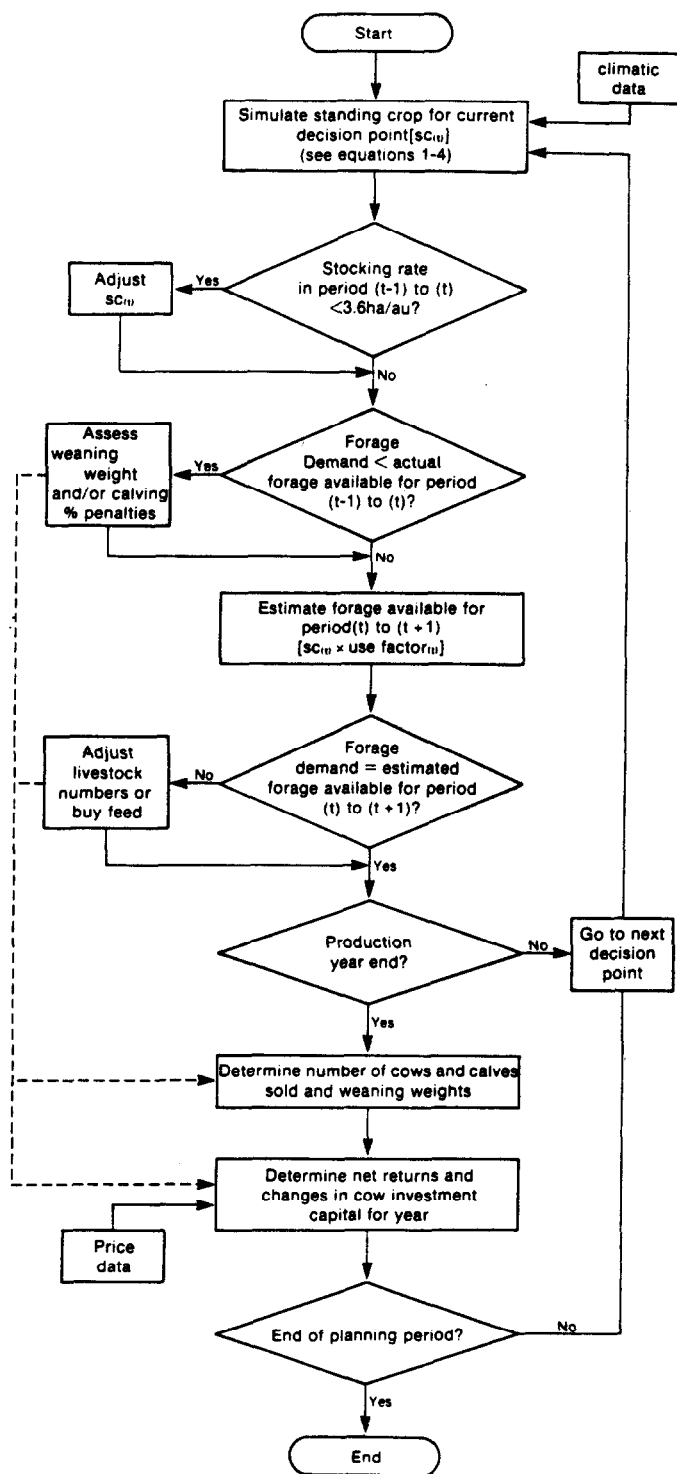 Start
climatic
data
Simulate standing crop for current
decision point[sc₍ₜ₎]
(see equations 1-4)
Stocking rate
in period (t-1) to (t)
<3.6ha/au?
Yes
Adjust
sc₍ₜ₎
No
Assess
weaning
weight
and/or calving
% penalties
Yes
Forage
Demand < actual
forage available for period
(t-1) to (t)?
No
Estimate forage available for
period(t) to (t + 1)
[sc₍ₜ₎ × use factor₍ₜ₎]
Adjust
livestock
numbers or
buy feed
No
Forage
demand = estimated
forage available for period
(t) to (t + 1)?
Yes
Production
year end?
No
Go to next
decision
point
Yes
Determine number of cows and calves
sold and weaning weights
Determine net returns and
changes in cow investment
capital for year
Price
data
End of planning period?
No
Yes
End